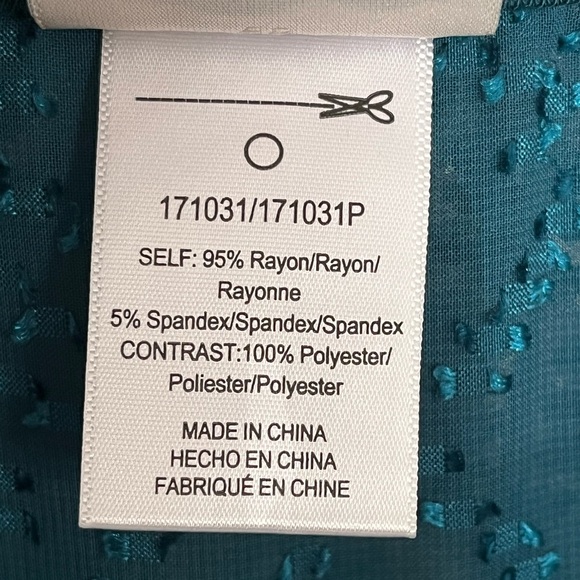 171031/171031P
SELF: 95% Rayon/Rayon/
Rayonne
5% Spandex/Spandex/Spandex
CONTRAST:100% Polyester/
Poliester/Polyester
MADE IN CHINA
HECHO EN CHINA
FABRIQUÉ EN CHINE